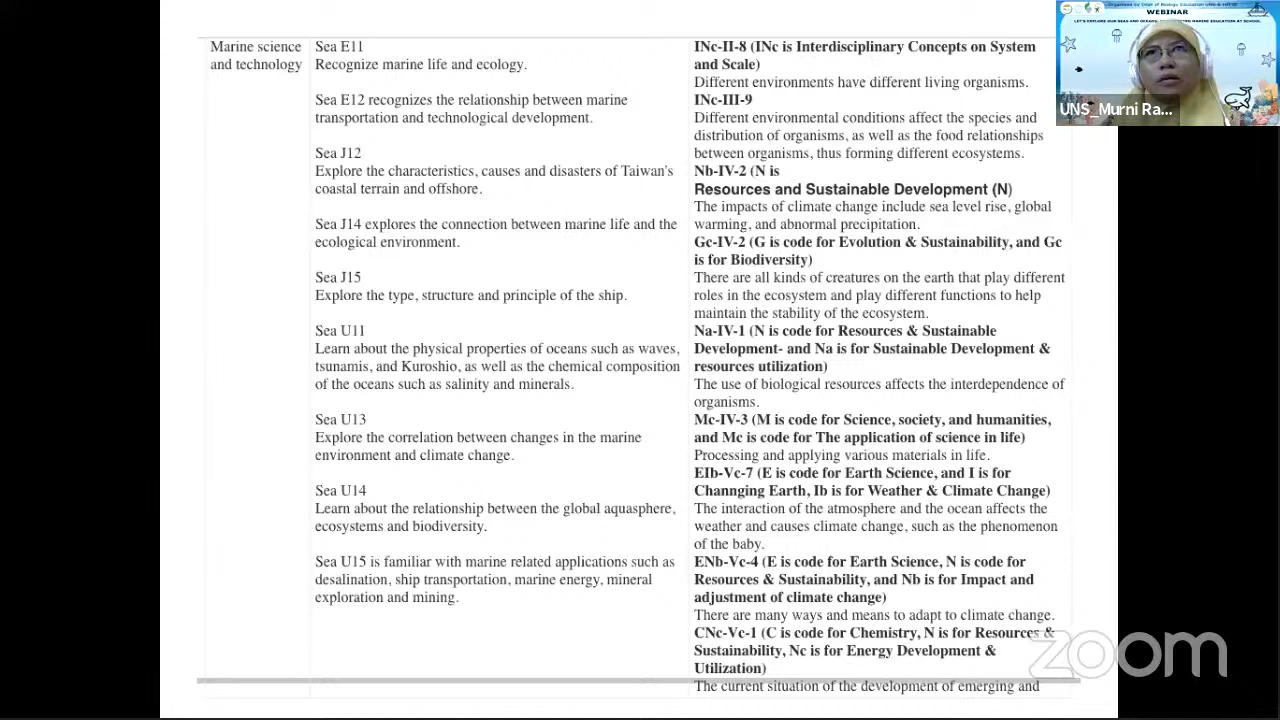 Marine science
and technology
Sea E11
Recognize marine life and ecology.
Sea E12 recognizes the relationship between marine
transportation and technological development.
Sea J12
Explore the characteristics, causes and disasters of Taiwan's
coastal terrain and offshore.
Sea J14 explores the connection between marine life and the
ecological environment.
Sea J15
Explore the type, structure and principle of the ship.
Sea U11
Learn about the physical properties of oceans such as waves,
tsunamis, and Kuroshio, as well as the chemical composition
of the oceans such as salinity and minerals.
Sea U13
Explore the correlation between changes in the marine
environment and climate change.
Sea U14
Learn about the relationship between the global aquasphere,
ecosystems and biodiversity.
Sea U15 is familiar with marine related applications such as
desalination, ship transportation, marine energy, mineral
exploration and mining.
INc-II-8 (INc is Interdisciplinary Concepts on System
and Scale)
Different environments have different living organisms.
INc-III-9
Different environmental conditions affect the species and
distribution of organisms, as well as the food relationships
between organisms, thus forming different ecosystems.
Nb-IV-2 (N is
Resources and Sustainable Development (N)
The impacts of climate change include sea level rise, global
warming, and abnormal precipitation.
Gc-IV-2 (G is code for Evolution & Sustainability, and Gc
is for Biodiversity)
There are all kinds of creatures on the earth that play different
roles in the ecosystem and play different functions to help
maintain the stability of the ecosystem.
Na-IV-1 (N is code for Resources & Sustainable
Development- and Na is for Sustainable Development &
resources utilization)
The use of biological resources affects the interdependence of
organisms.
Mc-IV-3 (M is code for Science, society, and humanities,
and Mc is code for The application of science in life)
Processing and applying various materials in life.
EIb-Vc-7 (E is code for Earth Science, and I is for
Channging Earth, Ib is for Weather & Climate Change)
The interaction of the atmosphere and the ocean affects the
weather and causes climate change, such as the phenomenon
of the baby.
ENb-Vc-4 (E is code for Earth Science, N is code for
Resources & Sustainability, and Nb is for Impact and
adjustment of climate change)
There are many ways and means to adapt to climate change.
CNc-Vc-1 (C is code for Chemistry, N is for Resources &
Sustainability, Nc is for Energy Development &
Utilization)
The current situation of the development of emerging and
WEBINAR
LET'S EXPLORE OUR SEAS AND OCEANS: MARINE EDUCATION AT SCHOOL
UNS_Murni Ra...
zoom